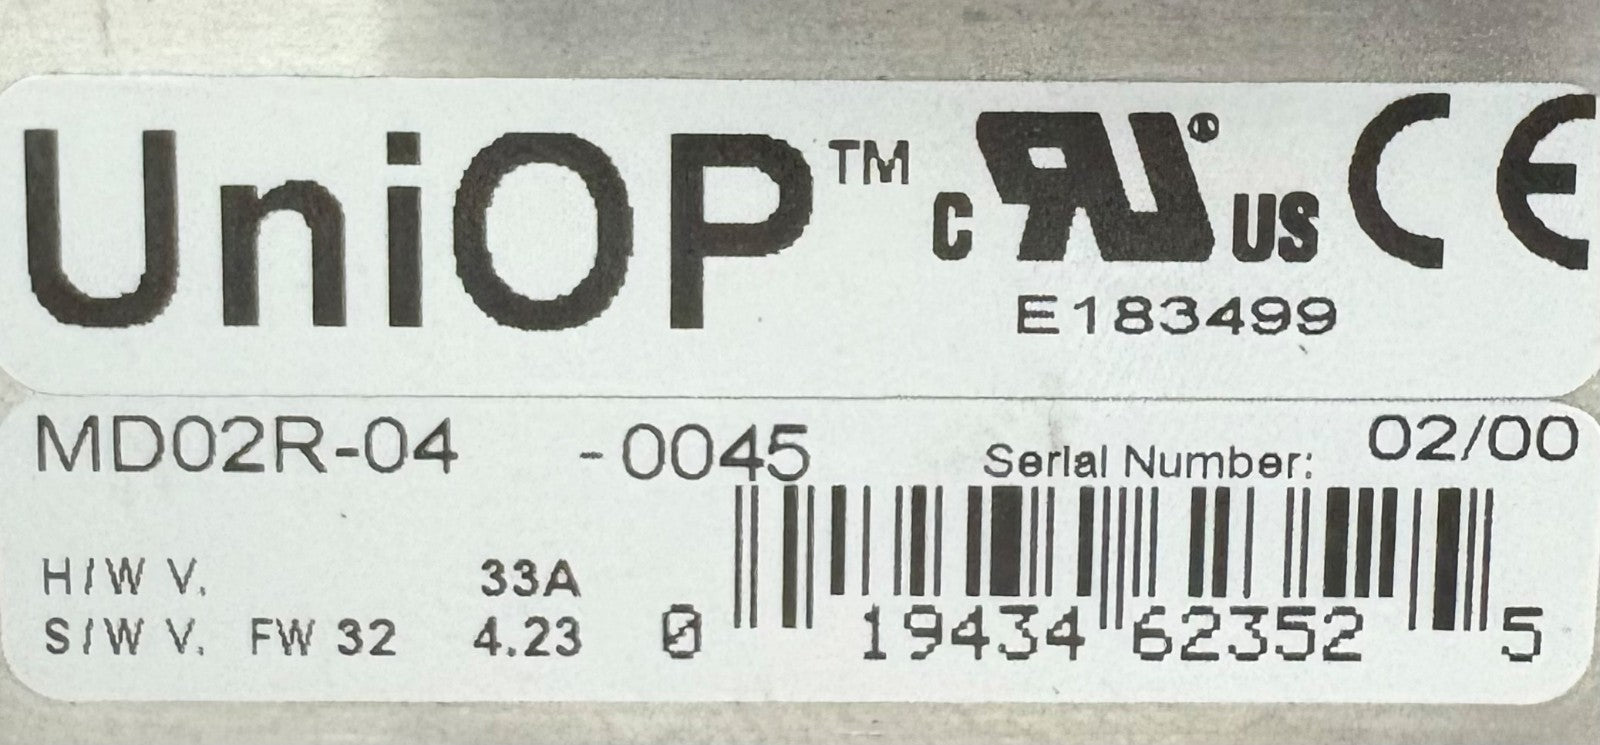 UniOP™ c RU® US CE
E183499
MD02R-04 -0045 Serial Number: 02/00
H/W V. 33A
S/W V. FW 32 4.23
0 19434 62352 5